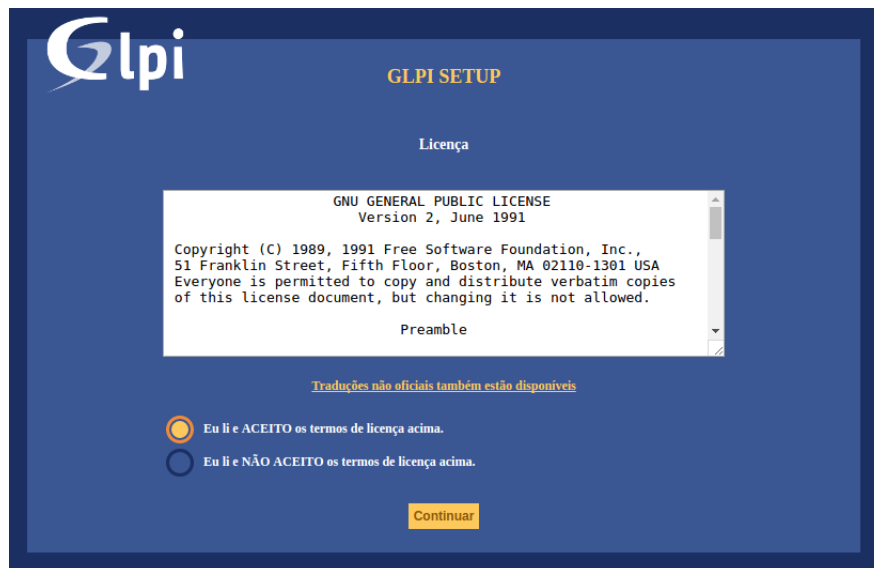 Glpi
GLPI SETUP
Licença
GNU GENERAL PUBLIC LICENSE
Version 2, June 1991
Copyright (C) 1989, 1991 Free Software Foundation, Inc.,
51 Franklin Street, Fifth Floor, Boston, MA 02110-1301 USA
Everyone is permitted to copy and distribute verbatim copies
of this license document, but changing it is not allowed.
Preamble
Traduções não oficiais também estão disponíveis
Eu li e ACEITO os termos de licença acima.
Eu li e NÃO ACEITO os termos de licença acima.
Continuar